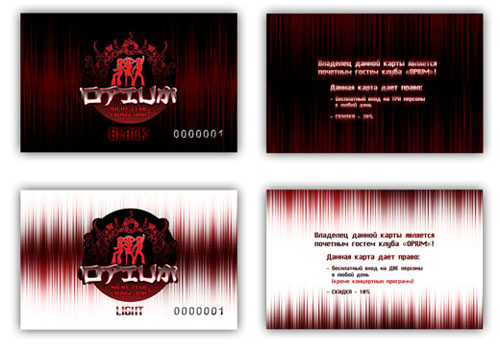 OPIUM
NIGHT CLUB
LOUNGE BAR
BLACK 0000001
Владелец данной карты является
почетным гостем клуба «OPIUM»!
Данная карта дает право:
- Бесплатный вход на ТРИ персоны
в любой день
- СКИДКИ - 20%
OPIUM
NIGHT CLUB
LOUNGE BAR
LIGHT 0000001
Владелец данной карты является
почетным гостем клуба «OPIUM»!
Данная карта дает право:
- Бесплатный вход на ДВЕ персоны
в любой день
(кроме концертных программ)
- СКИДКИ - 10%